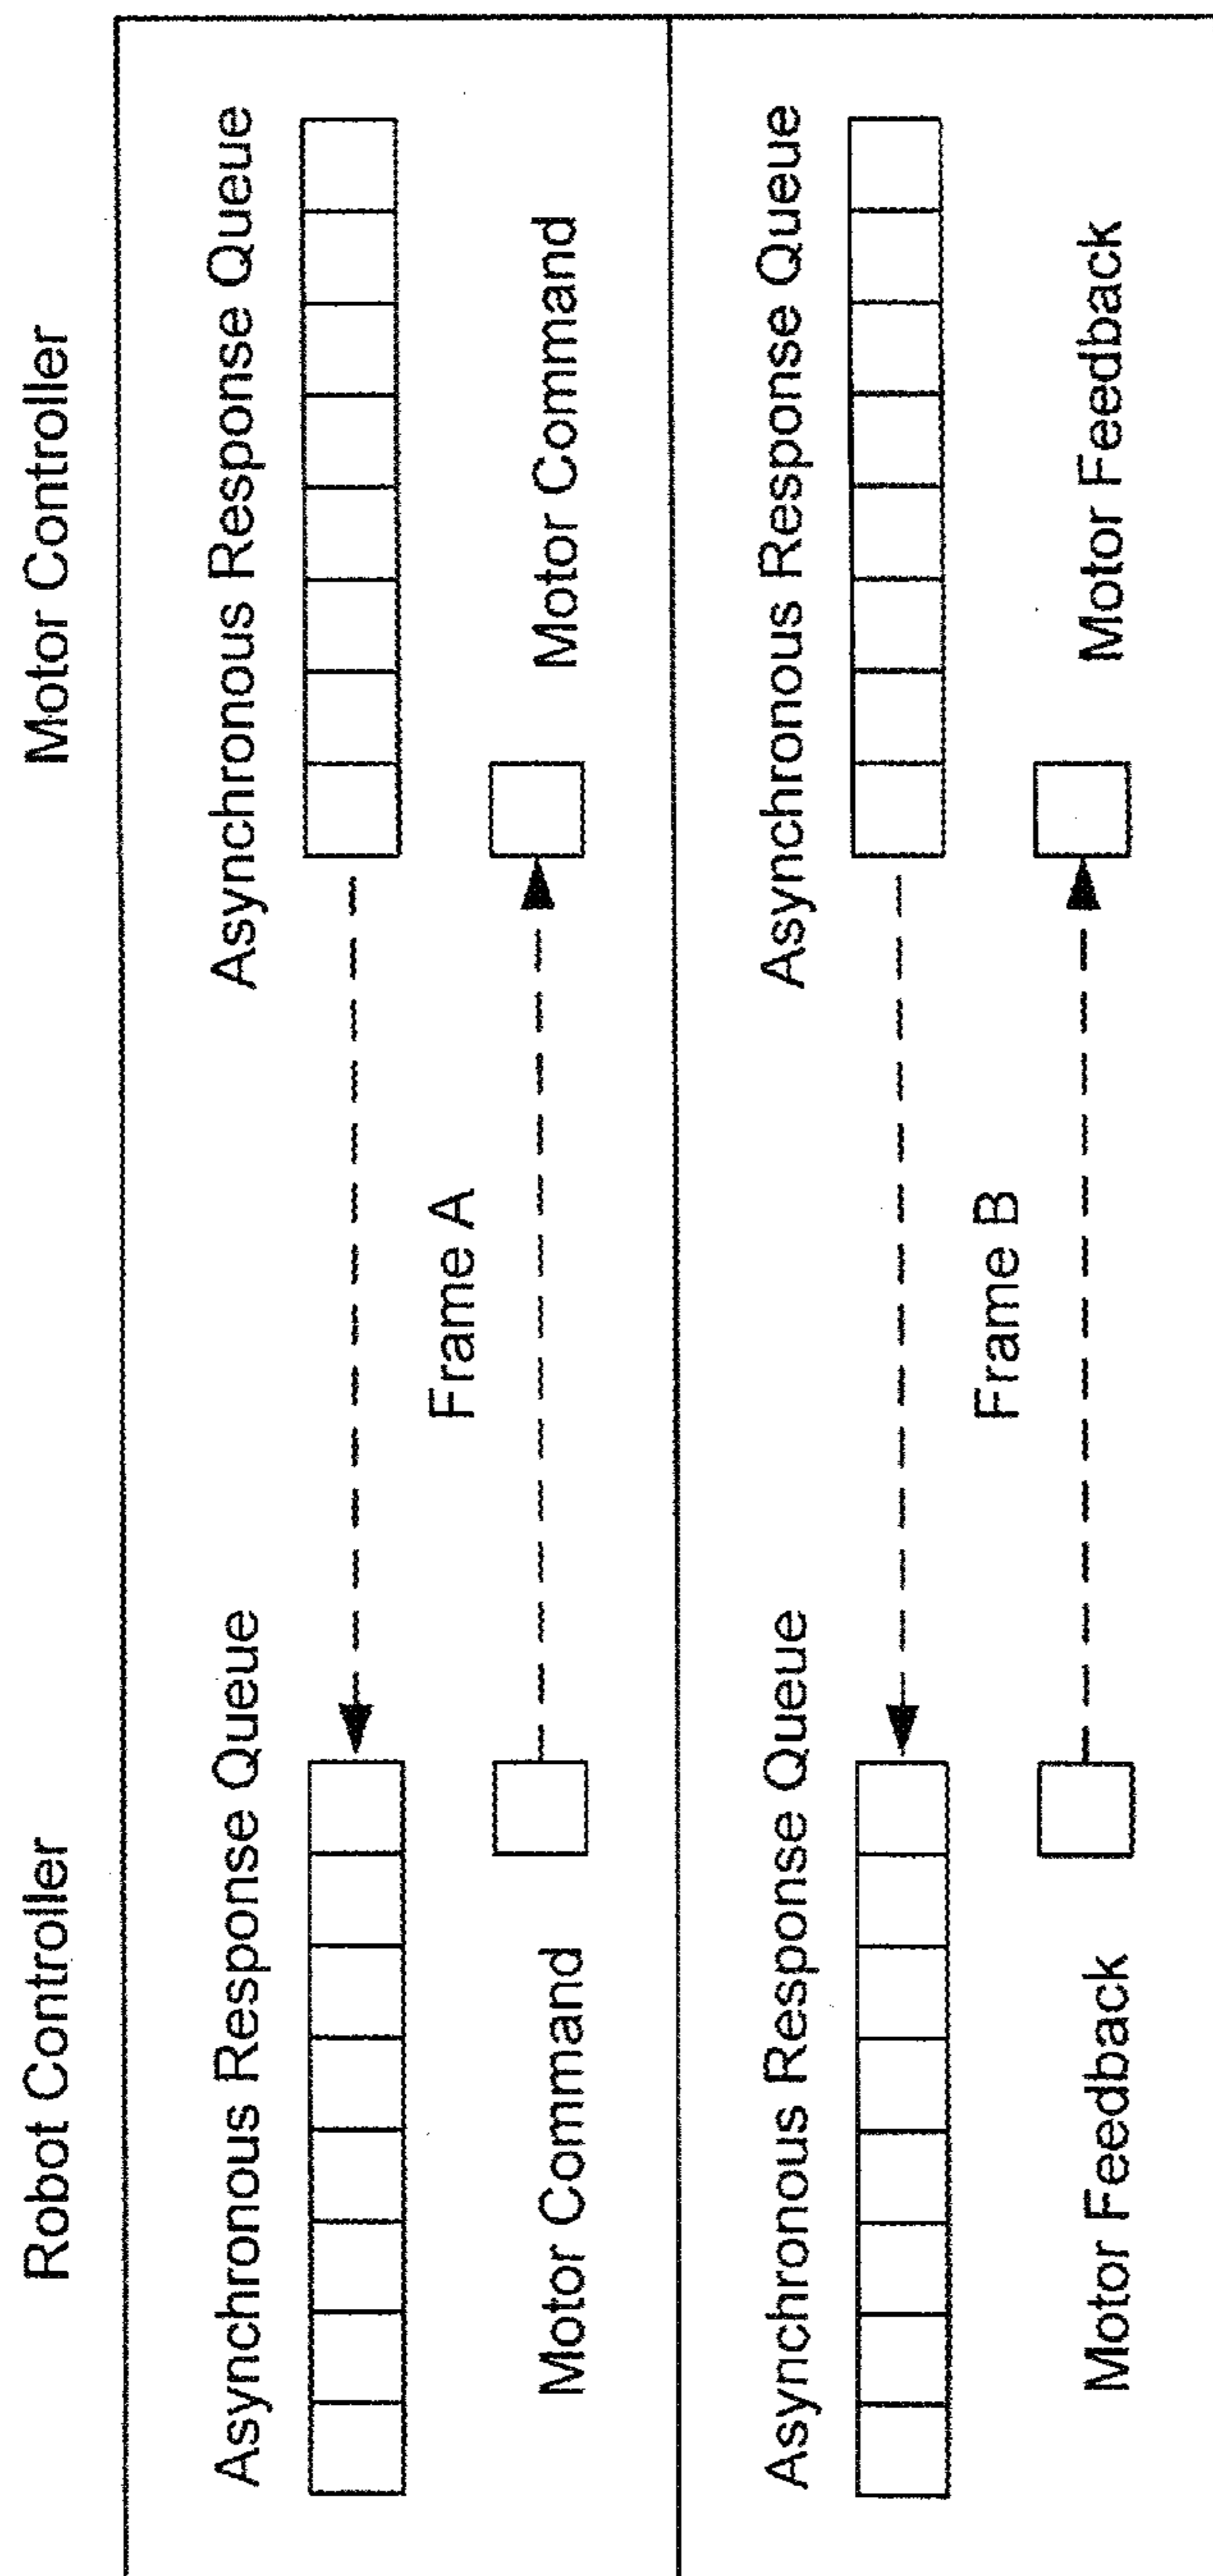 Robot Controller
Motor Controller
Asynchronous Response Queue
Asynchronous Response Queue
Frame A
Motor Command
Motor Command
Asynchronous Response Queue
Asynchronous Response Queue
Frame B
Motor Feedback
Motor Feedback